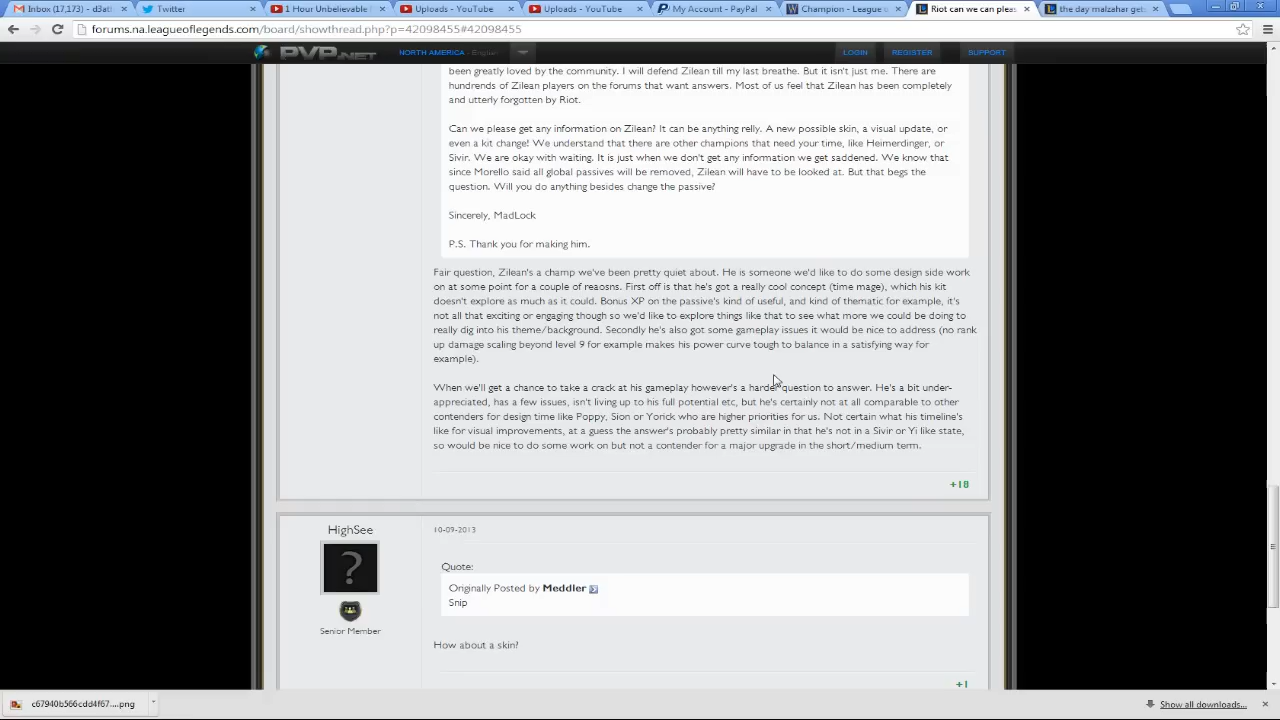 Inbox (17,173) - d3ath
Twitter
1 Hour Unbelievable
Uploads - YouTube
Uploads - YouTube
My Account - PayPal
Champion - League
Riot can we can pleas
the day malzahar gets
forums.na.leagueoflegends.com/board/showthread.php?p=42098455#42098455
PVP.NET
NORTH AMERICA - English
LOGIN
REGISTER
SUPPORT
been greatly loved by the community. I will defend Zilean till my last breathe. But it isn't just me. There are
hundreds of Zilean players on the forums that want answers. Most of us feel that Zilean has been completely
and utterly forgotten by Riot.
Can we please get any information on Zilean? It can be anything relly. A new possible skin, a visual update, or
even a kit change! We understand that there are other champions that need your time, like Heimerdinger, or
Sivir. We are okay with waiting. It is just when we don't get any information we get saddened. We know that
since Morello said all global passives will be removed, Zilean will have to be looked at. But that begs the
question. Will you do anything besides change the passive?
Sincerely, MadLock
P.S. Thank you for making him.
Fair question, Zilean's a champ we've been pretty quiet about. He is someone we'd like to do some design side work
on at some point for a couple of reaosns. First off is that he's got a really cool concept (time mage), which his kit
doesn't explore as much as it could. Bonus XP on the passive's kind of useful, and kind of thematic for example, it's
not all that exciting or engaging though so we'd like to explore things like that to see what more we could be doing to
really dig into his theme/background. Secondly he's also got some gameplay issues it would be nice to address (no rank
up damage scaling beyond level 9 for example makes his power curve tough to balance in a satisfying way for
example).
When we'll get a chance to take a crack at his gameplay however's a harder question to answer. He's a bit under-
appreciated, has a few issues, isn't living up to his full potential etc, but he's certainly not at all comparable to other
contenders for design time like Poppy, Sion or Yorick who are higher priorities for us. Not certain what his timeline's
like for visual improvements, at a guess the answer's probably pretty similar in that he's not in a Sivir or Yi like state,
so would be nice to do some work on but not a contender for a major upgrade in the short/medium term.
+18
HighSee
10-09-2013
Quote:
Originally Posted by Meddler
Snip
Senior Member
How about a skin?
+1
c67940b566cdd4f67....png
Show all downloads...